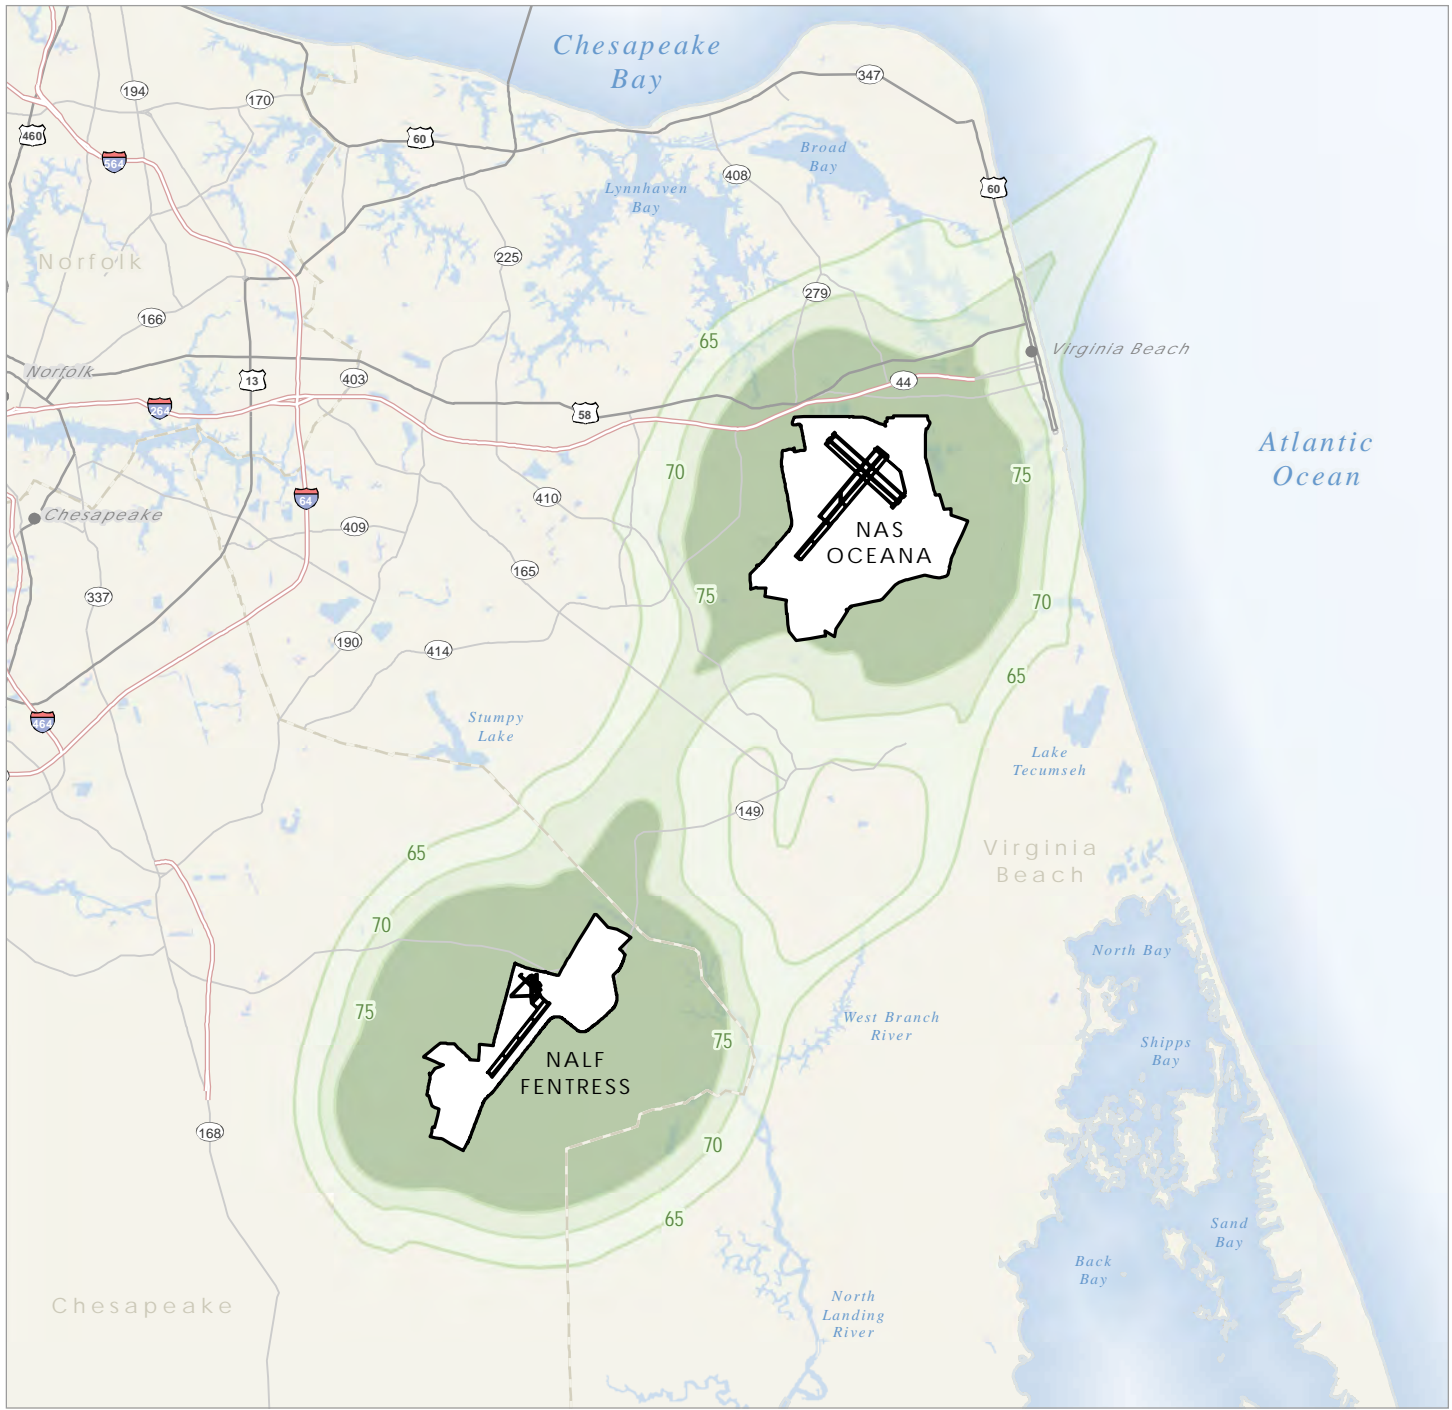 Chesapeake
Bay
347
194
170
460
60
564
Broad
Bay
408
Lynnhaven
Bay
60
225
Norfolk
279
166
65
Virginia Beach
Norfolk
13
403
44
264
58
Atlantic
Ocean
70
75
64
410
Chesapeake
409
NAS
OCEANA
165
337
75
70
190
414
65
464
Stumpy
Lake
Lake
Tecumseh
149
Virginia
Beach
65
70
North Bay
75
West Branch
River
75
Shipps
Bay
NALF
FENTRESS
168
70
65
Sand
Bay
Back
Bay
Chesapeake
North
Landing
River